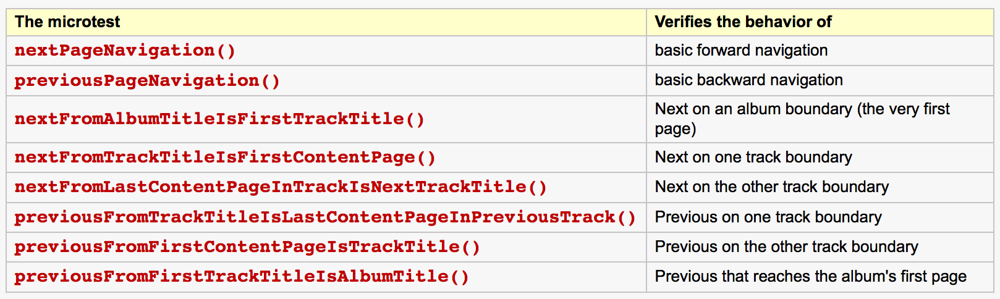 The microtest Verifies the behavior of
nextPageNavigation() basic forward navigation
previousPageNavigation() basic backward navigation
nextFromAlbumTitleIsFirstTrackTitle() Next on an album boundary (the very first
page)
nextFromTrackTitleIsFirstContentPage() Next on one track boundary
nextFromLastContentPageInTrackIsNextTrackTitle() Next on the other track boundary
previousFromTrackTitleIsLastContentPageInPreviousTrack() Previous on one track boundary
previousFromFirstContentPageIsTrackTitle() Previous on the other track boundary
previousFromFirstTrackTitleIsAlbumTitle() Previous that reaches the album's first page